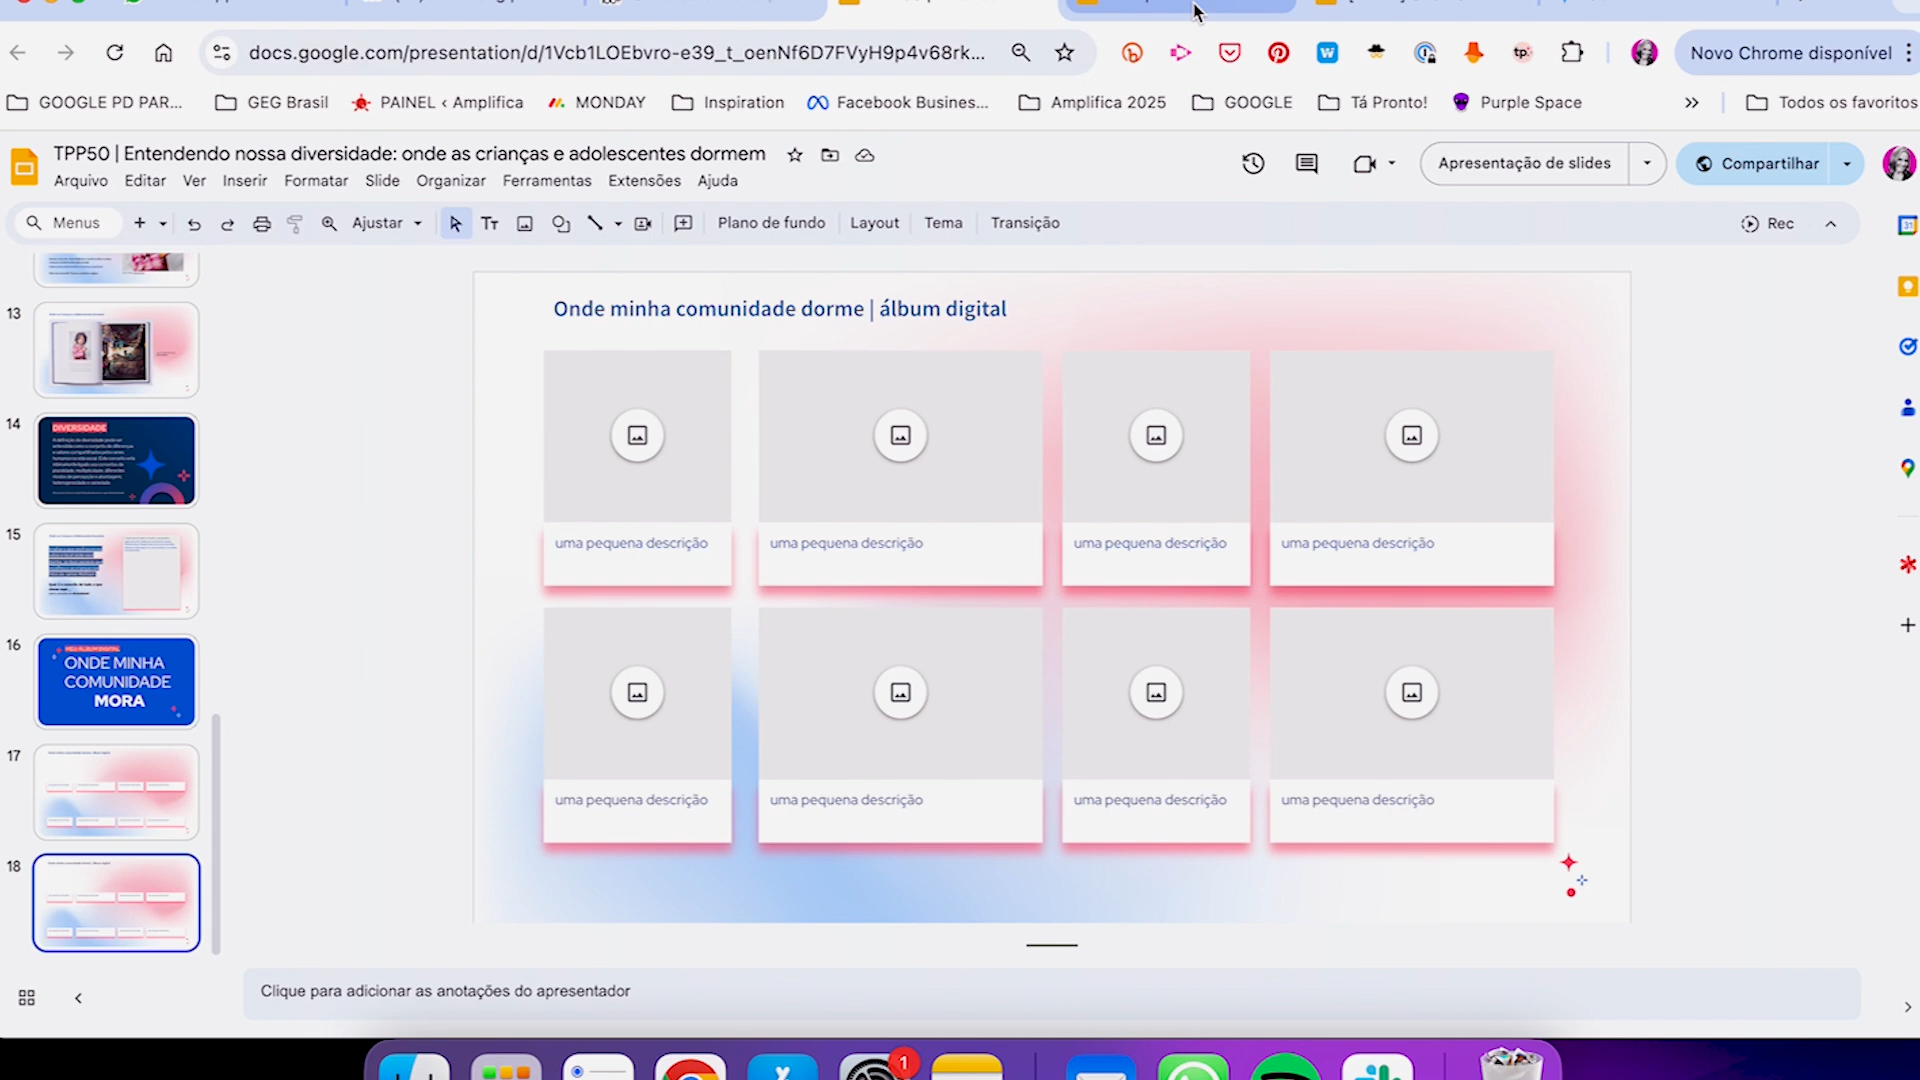 docs.google.com/presentation/d/1Vcb1LOEbvro-e39_t_oenNf6D7FVyH9p4v68rk...
Novo Chrome disponível
GOOGLE PD PAR...
GEG Brasil
PAINEL ‹ Amplifica
MONDAY
Inspiration
Facebook Busines...
Amplifica 2025
GOOGLE
Tá Pronto!
Purple Space
Todos os favoritos
TPP50 | Entendendo nossa diversidade: onde as crianças e adolescentes dormem
Arquivo Editar Ver Inserir Formatar Slide Organizar Ferramentas Extensões Ajuda
Apresentação de slides
Compartilhar
Menus
Ajustar
Plano de fundo
Layout
Tema
Transição
Rec
13
14
DIVERSIDADE
15
16
ONDE MINHA
COMUNIDADE
MORA
17
18
Onde minha comunidade dorme | álbum digital
uma pequena descrição
uma pequena descrição
uma pequena descrição
uma pequena descrição
uma pequena descrição
uma pequena descrição
uma pequena descrição
uma pequena descrição
Clique para adicionar as anotações do apresentador
1